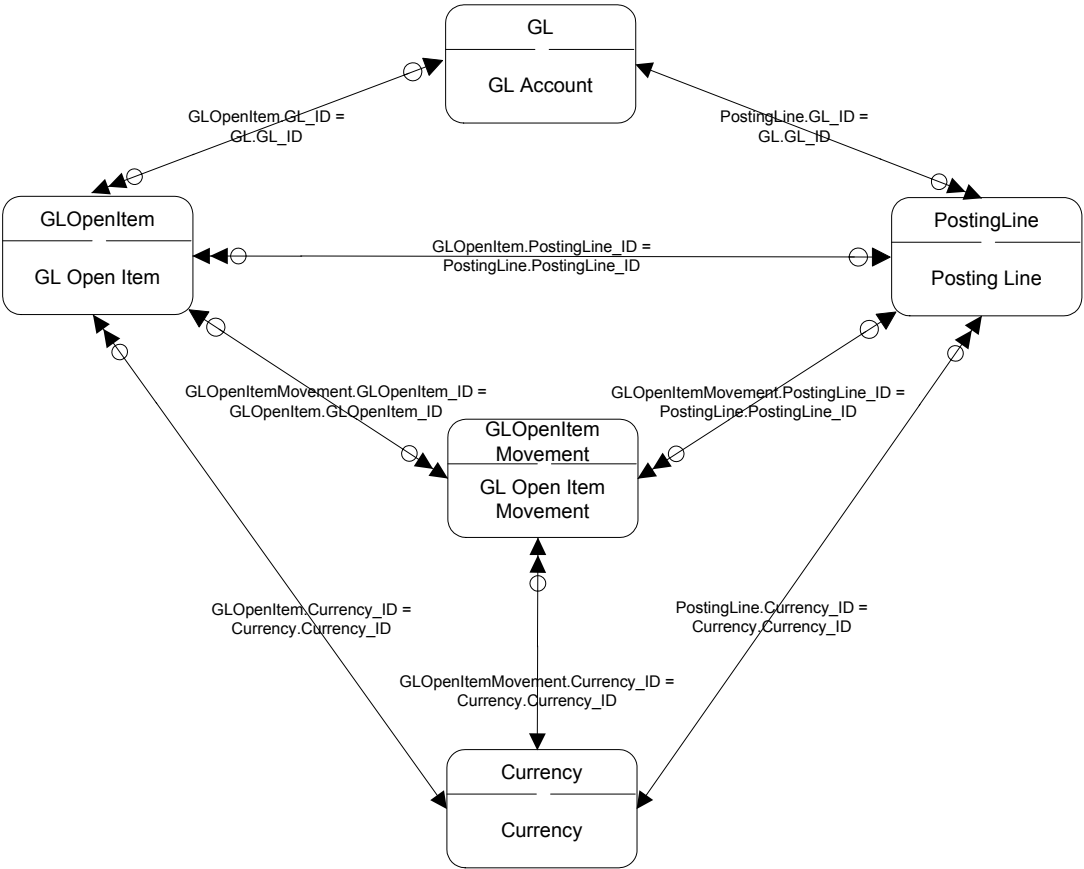 GL
GL Account
GLOpenItem.GL_ID =
GL.GL_ID
PostingLine.GL_ID =
GL.GL_ID
GLOpenItem
GL Open Item
GLOpenItem.PostingLine_ID =
PostingLine.PostingLine_ID
PostingLine
Posting Line
GLOpenItemMovement.GLOpenItem_ID =
GLOpenItem.GLOpenItem_ID
GLOpenItemMovement.PostingLine_ID =
PostingLine.PostingLine_ID
GLOpenItem
Movement
GL Open Item
Movement
GLOpenItem.Currency_ID =
Currency.Currency_ID
PostingLine.Currency_ID =
Currency.Currency_ID
GLOpenItemMovement.Currency_ID =
Currency.Currency_ID
Currency
Currency